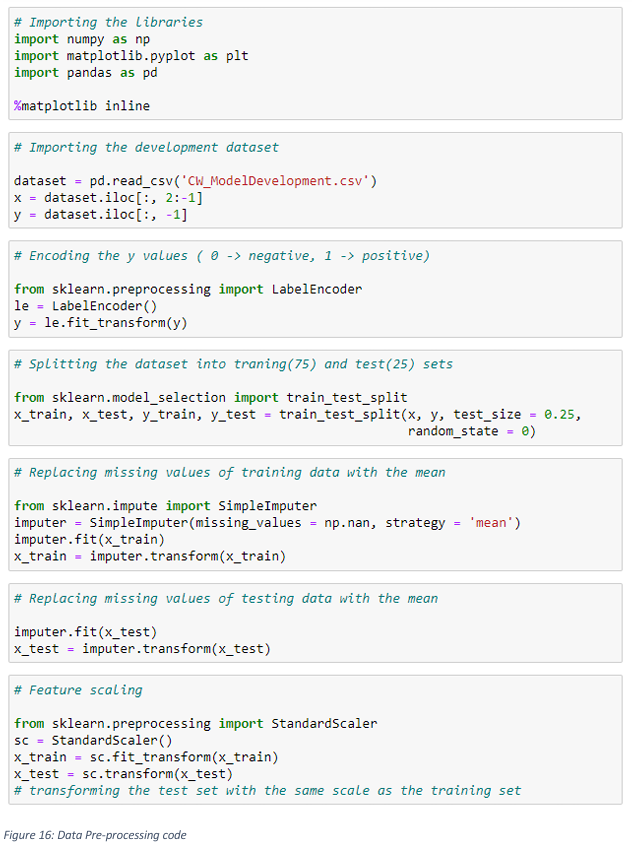 # Importing the libraries
import numpy as np
import matplotlib.pyplot as plt
import pandas as pd
%matplotlib inline
# Importing the development dataset
dataset = pd.read_csv('CW_ModelDevelopment.csv')
x = dataset.iloc[:, 2:-1]
y = dataset.iloc[:, -1]
# Encoding the y values ( 0 -> negative, 1 -> positive)
from sklearn.preprocessing import LabelEncoder
le = LabelEncoder()
y = le.fit_transform(y)
# Splitting the dataset into traning(75) and test(25) sets
from sklearn.model_selection import train_test_split
x_train, x_test, y_train, y_test = train_test_split(x, y, test_size = 0.25,
random_state = 0)
# Replacing missing values of training data with the mean
from sklearn.impute import SimpleImputer
imputer = SimpleImputer(missing_values = np.nan, strategy = 'mean')
imputer.fit(x_train)
x_train = imputer.transform(x_train)
# Replacing missing values of testing data with the mean
imputer.fit(x_test)
x_test = imputer.transform(x_test)
# Feature scaling
from sklearn.preprocessing import StandardScaler
sc = StandardScaler()
x_train = sc.fit_transform(x_train)
x_test = sc.transform(x_test)
# transforming the test set with the same scale as the training set
Figure 16: Data Pre-processing code